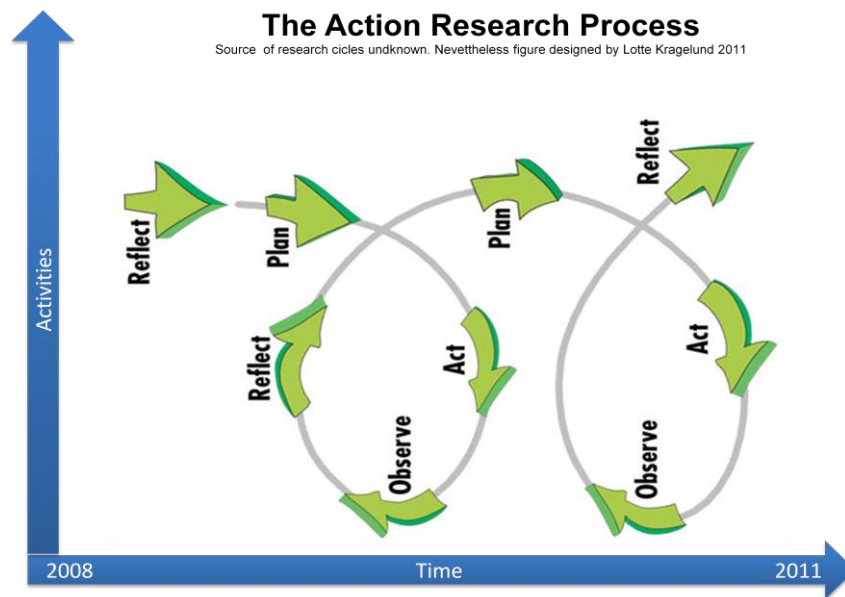 The Action Research Process
Source of research cicles undknown. Nevettheless figure designed by Lotte Kragelund 2011
Activities
Reflect
Plan
Act
Observe
Reflect
Plan
Act
Observe
Reflect
2008
Time
2011